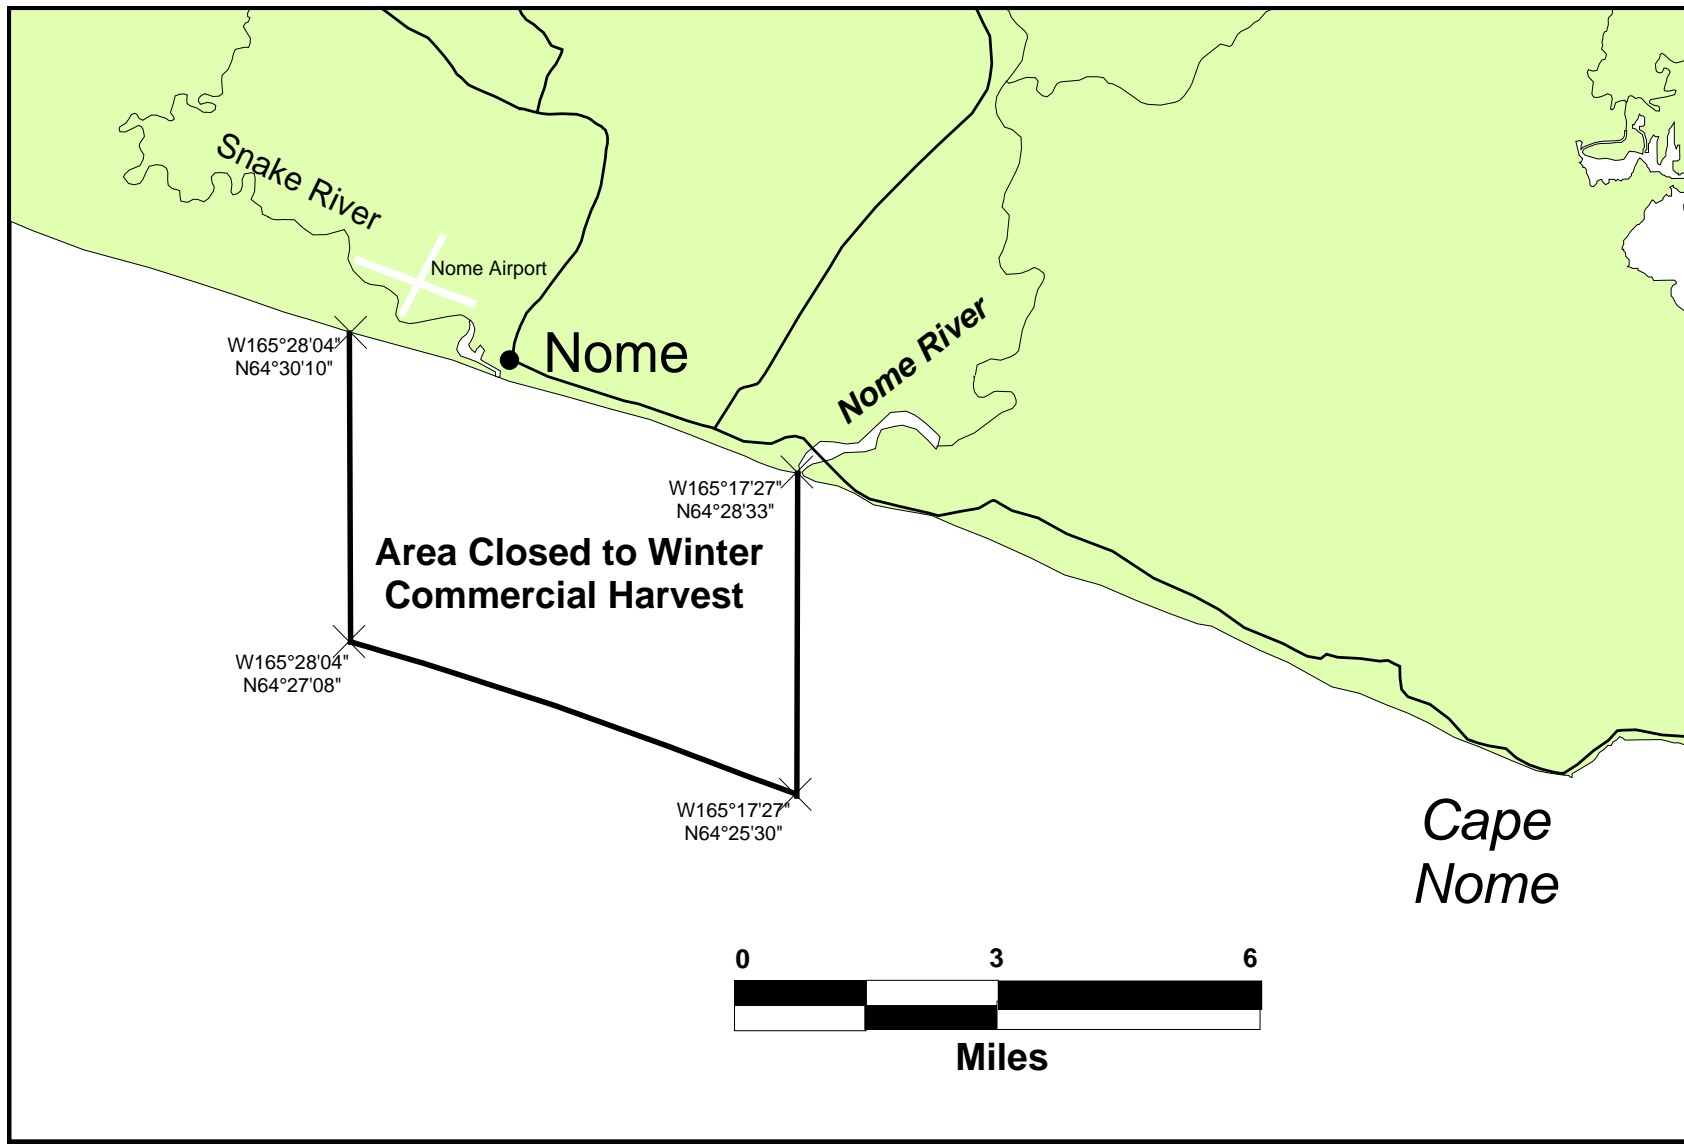 Snake River
Nome Airport
Nome
Nome River
W165°28'04"
N64°30'10"
W165°17'27"
N64°28'33"
Area Closed to Winter
Commercial Harvest
W165°28'04"
N64°27'08"
W165°17'27"
N64°25'30"
Cape
Nome
0 3 6
Miles